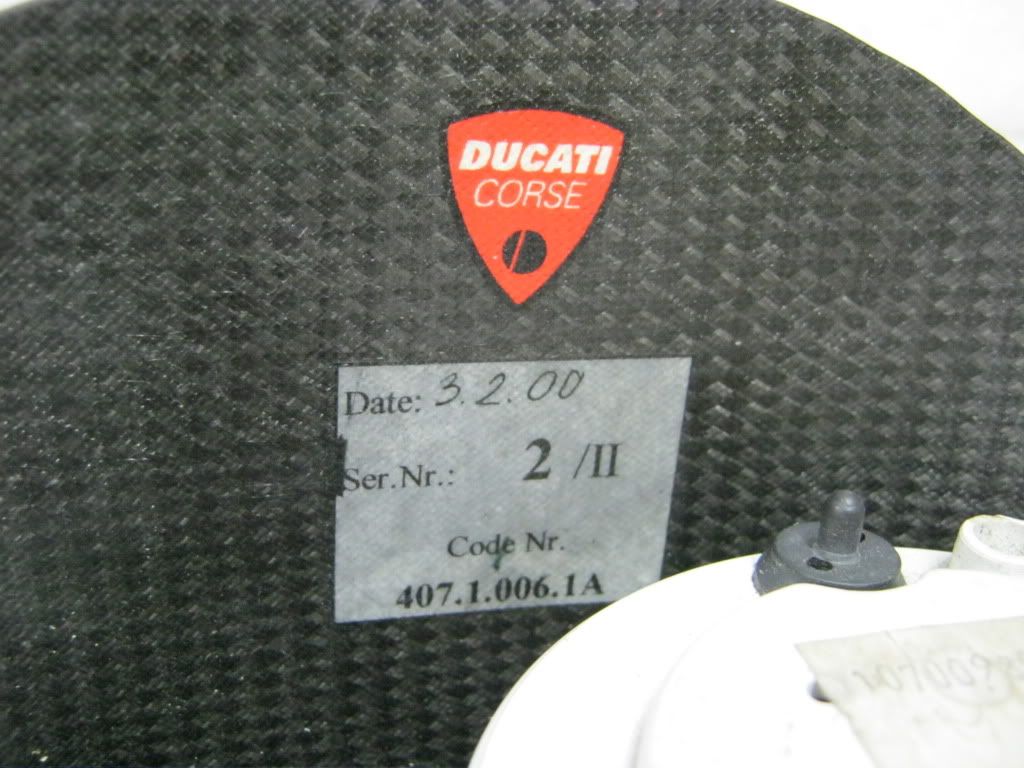 DUCATI
CORSE
Date: 3.2.00
Ser.Nr.: 2 /II
Code Nr.
407.1.006.1A